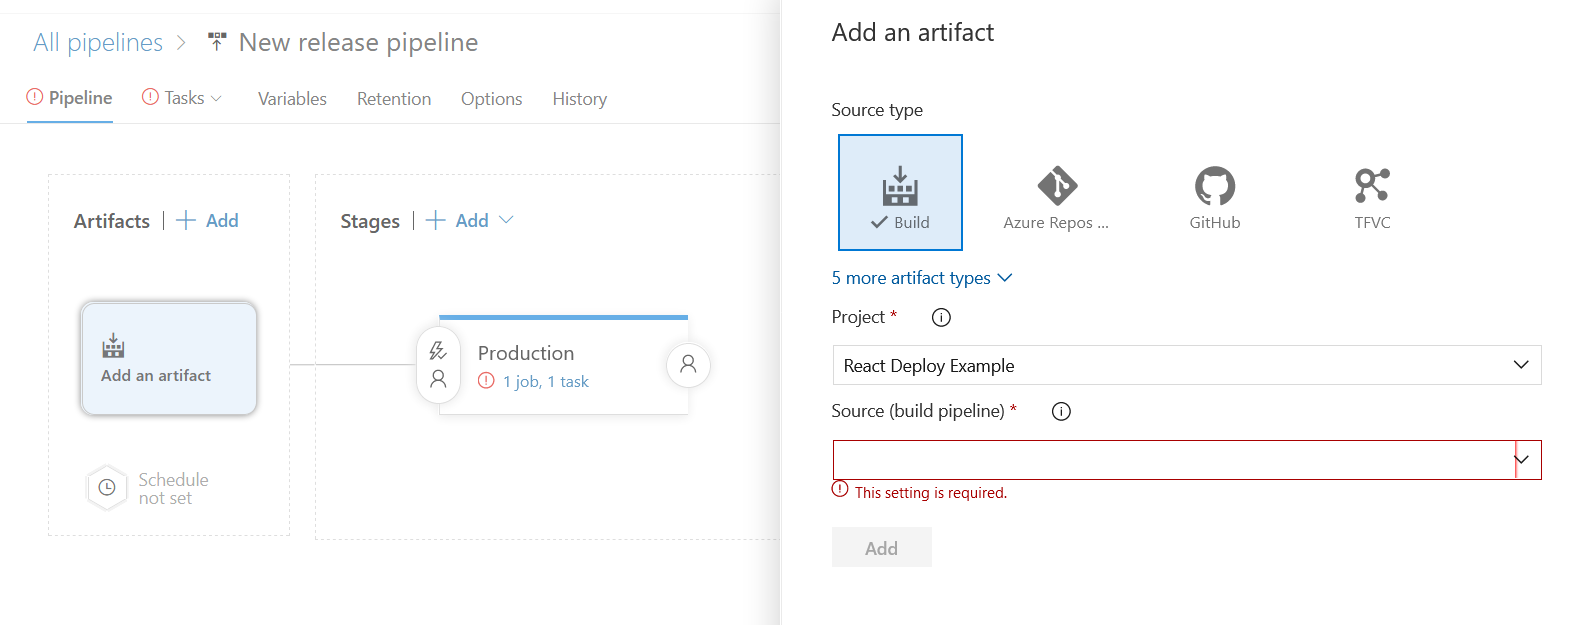 All pipelines > New release pipeline
Pipeline Tasks Variables Retention Options History
Artifacts | + Add
Stages | + Add
Add an artifact
Schedule
not set
Production
1 job, 1 task
Add an artifact
Source type
Build
Azure Repos ...
GitHub
TFVC
5 more artifact types
Project *
React Deploy Example
Source (build pipeline) *
This setting is required.
Add